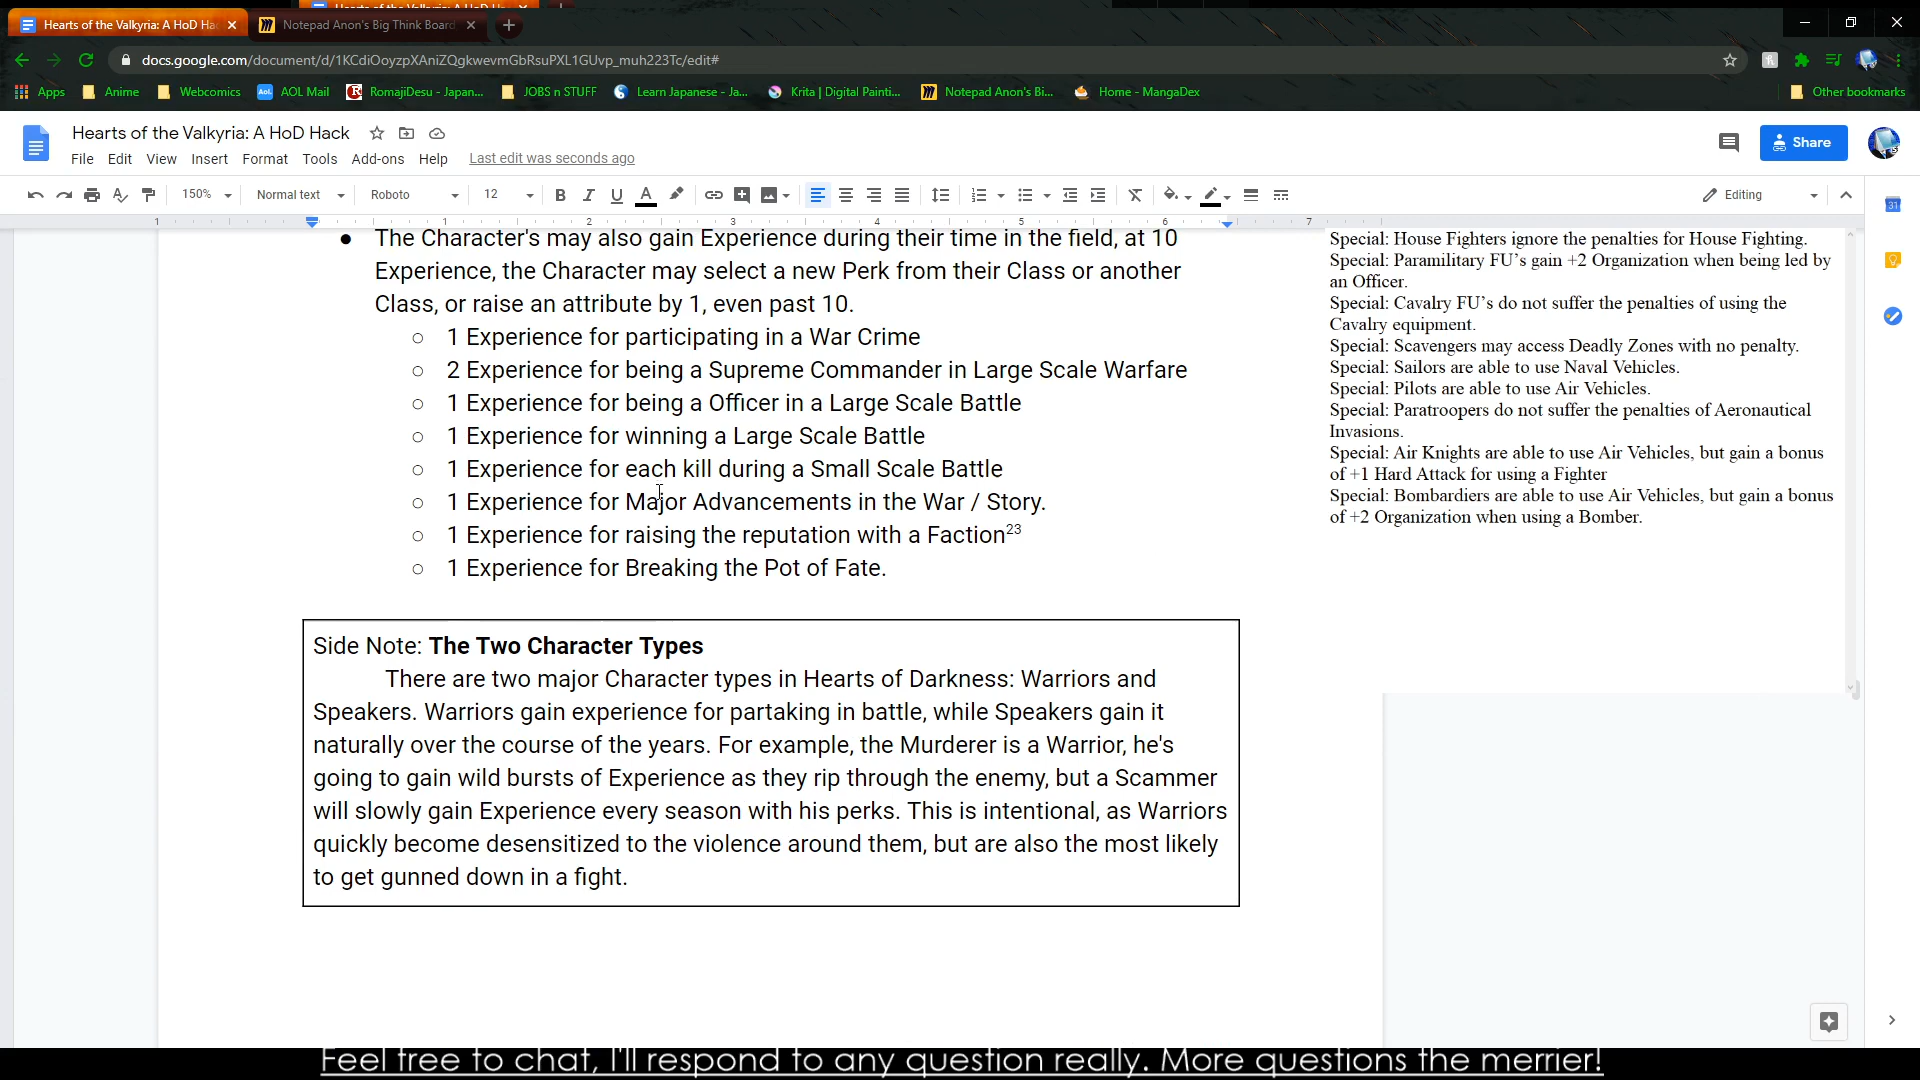 Hearts of the Valkyria: A HoD Ha
Notepad Anon's Big Think Board
docs.google.com/document/d/1KCdiOoyzpXAniZQgkwevmGbRsuPXL1GUvp_muh223Tc/edit#
Apps
Anime
Webcomics
AOL Mail
RomajiDesu - Japan...
JOBS n STUFF
Learn Japanese - Ja...
Krita | Digital Painti...
Notepad Anon's Bi...
Home - MangaDex
Other bookmarks
Hearts of the Valkyria: A HoD Hack
Share
File Edit View Insert Format Tools Add-ons Help Last edit was seconds ago
150% Normal text Roboto 12 B I U A Editing
1 1 2 3 4 5 6 7
● The Character's may also gain Experience during their time in the field, at 10
Experience, the Character may select a new Perk from their Class or another
Class, or raise an attribute by 1, even past 10.
○ 1 Experience for participating in a War Crime
○ 2 Experience for being a Supreme Commander in Large Scale Warfare
○ 1 Experience for being a Officer in a Large Scale Battle
○ 1 Experience for winning a Large Scale Battle
○ 1 Experience for each kill during a Small Scale Battle
○ 1 Experience for Major Advancements in the War / Story.
○ 1 Experience for raising the reputation with a Faction23
○ 1 Experience for Breaking the Pot of Fate.
Side Note: The Two Character Types
There are two major Character types in Hearts of Darkness: Warriors and
Speakers. Warriors gain experience for partaking in battle, while Speakers gain it
naturally over the course of the years. For example, the Murderer is a Warrior, he's
going to gain wild bursts of Experience as they rip through the enemy, but a Scammer
will slowly gain Experience every season with his perks. This is intentional, as Warriors
quickly become desensitized to the violence around them, but are also the most likely
to get gunned down in a fight.
Special: House Fighters ignore the penalties for House Fighting.
Special: Paramilitary FU's gain +2 Organization when being led by
an Officer.
Special: Cavalry FU's do not suffer the penalties of using the
Cavalry equipment.
Special: Scavengers may access Deadly Zones with no penalty.
Special: Sailors are able to use Naval Vehicles.
Special: Pilots are able to use Air Vehicles.
Special: Paratroopers do not suffer the penalties of Aeronautical
Invasions.
Special: Air Knights are able to use Air Vehicles, but gain a bonus
of +1 Hard Attack for using a Fighter
Special: Bombardiers are able to use Air Vehicles, but gain a bonus
of +2 Organization when using a Bomber.
Feel free to chat, I'll respond to any question really. More questions the merrier!